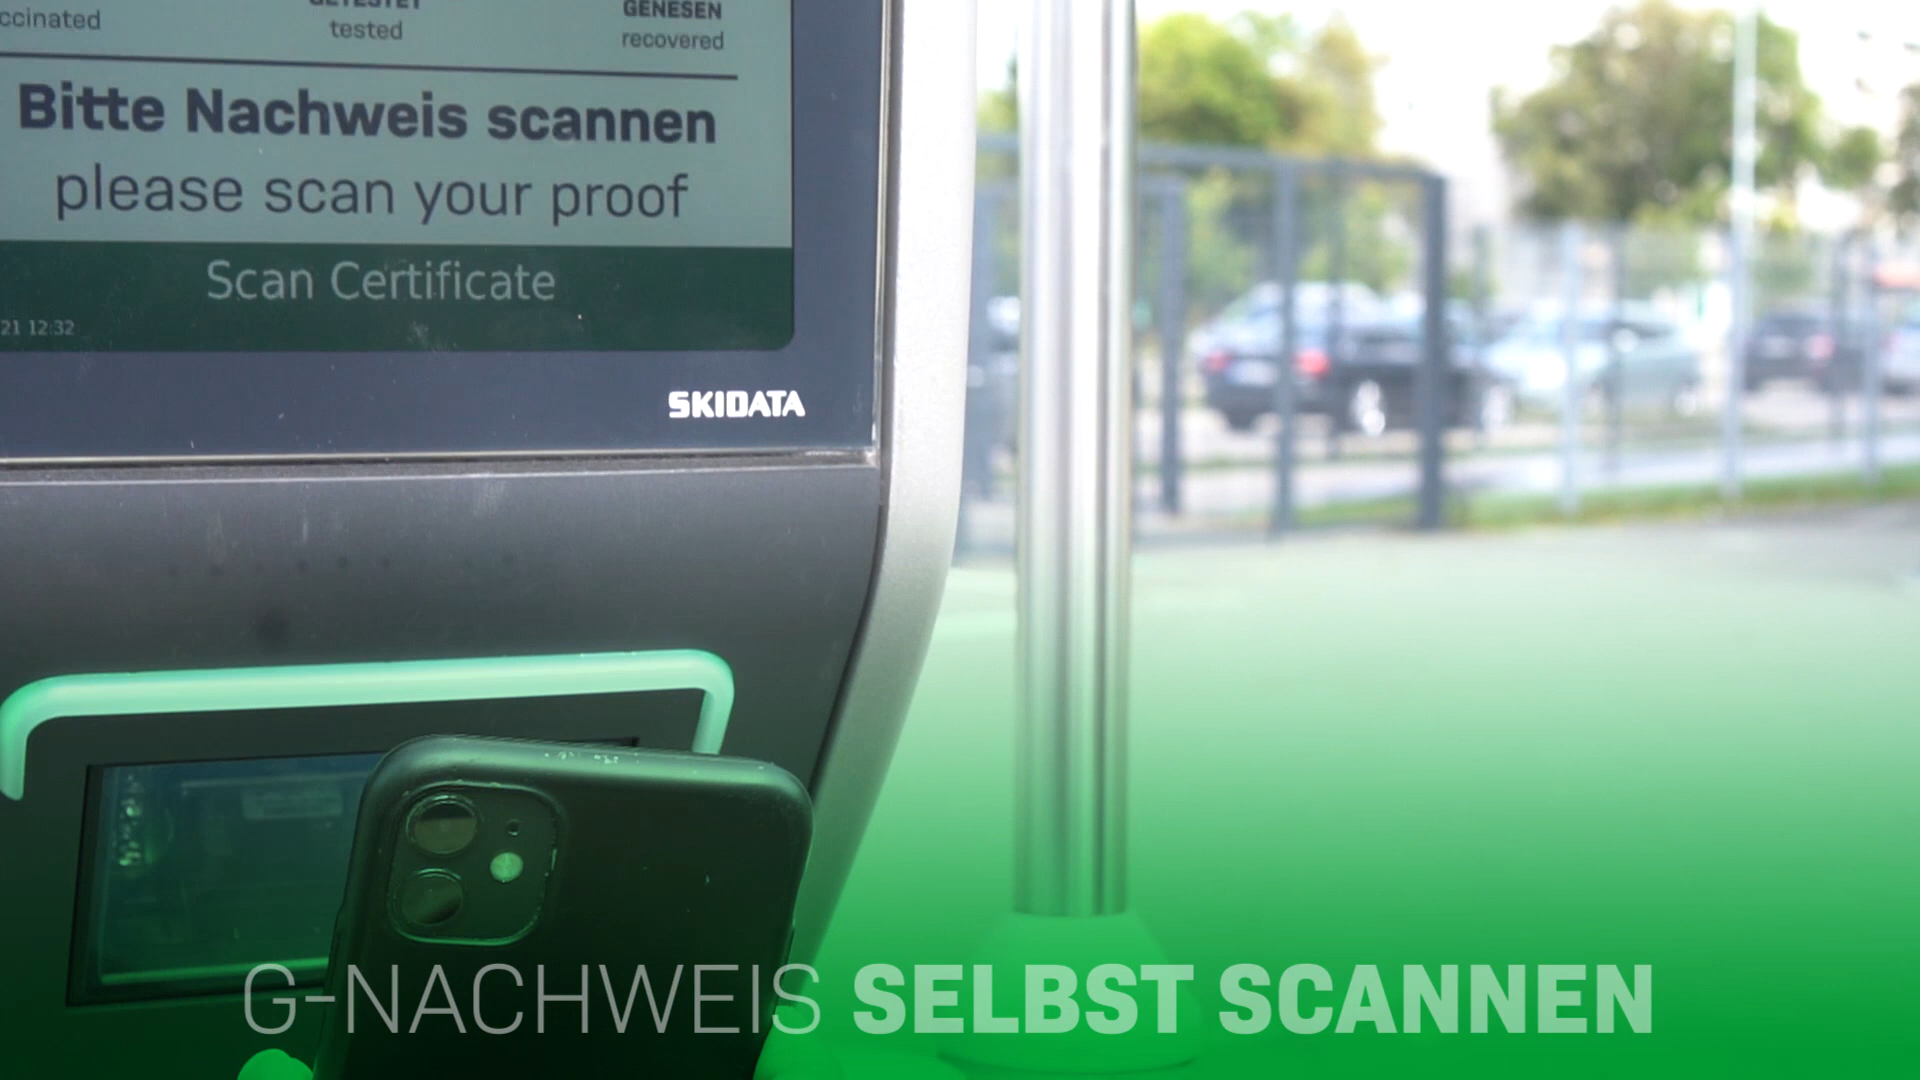 GENESEN
tested
recovered
Bitte Nachweis scannen
please scan your proof
Scan Certificate
21 12:32
SKIDATA
G-NACHWEIS SELBST SCANNEN